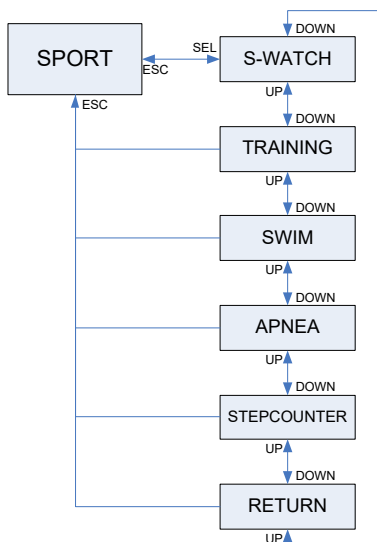 DOWN
SPORT
SEL
S-WATCH
ESC
UP
ESC
DOWN
TRAINING
UP
DOWN
SWIM
UP
DOWN
APNEA
UP
DOWN
STEPCOUNTER
UP
DOWN
RETURN
UP